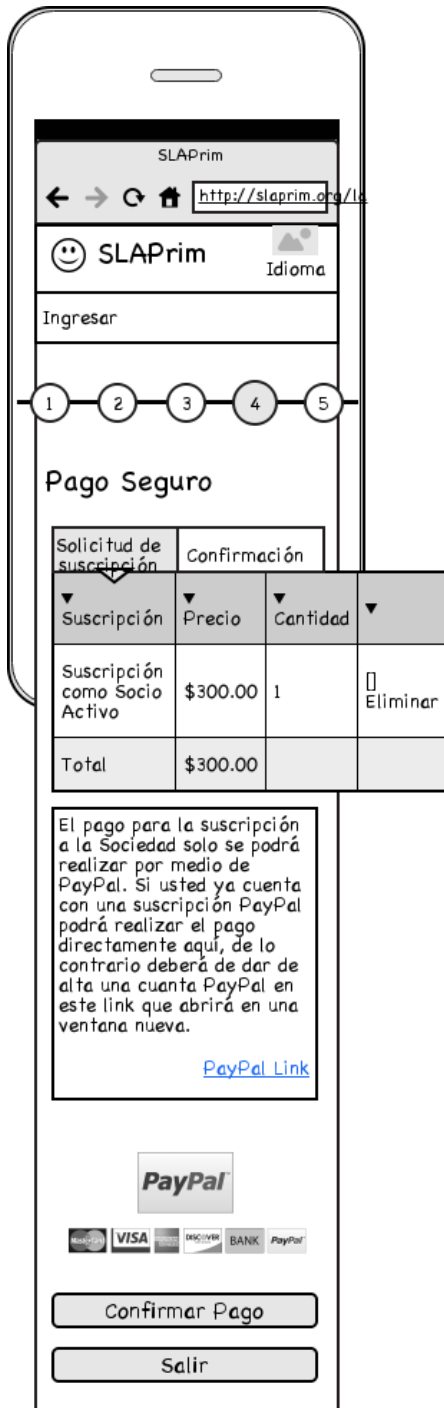 SLAPrim
http://slaprim.org/la
SLAPrim
Idioma
Ingresar
1 2 3 4 5
Pago Seguro
Solicitud de
suscripción
Confirmación
Suscripción Precio Cantidad
Suscripción
como Socio
Activo
$300.00 1 []
Eliminar
Total $300.00
El pago para la suscripción
a la Sociedad solo se podrá
realizar por medio de
PayPal. Si usted ya cuenta
con una suscripción PayPal
podrá realizar el pago
directamente aquí, de lo
contrario deberá de dar de
alta una cuanta PayPal en
este link que abrirá en una
ventana nueva.
PayPal Link
PayPal
MasterCard VISA DISCOVER BANK PayPal
Confirmar Pago
Salir